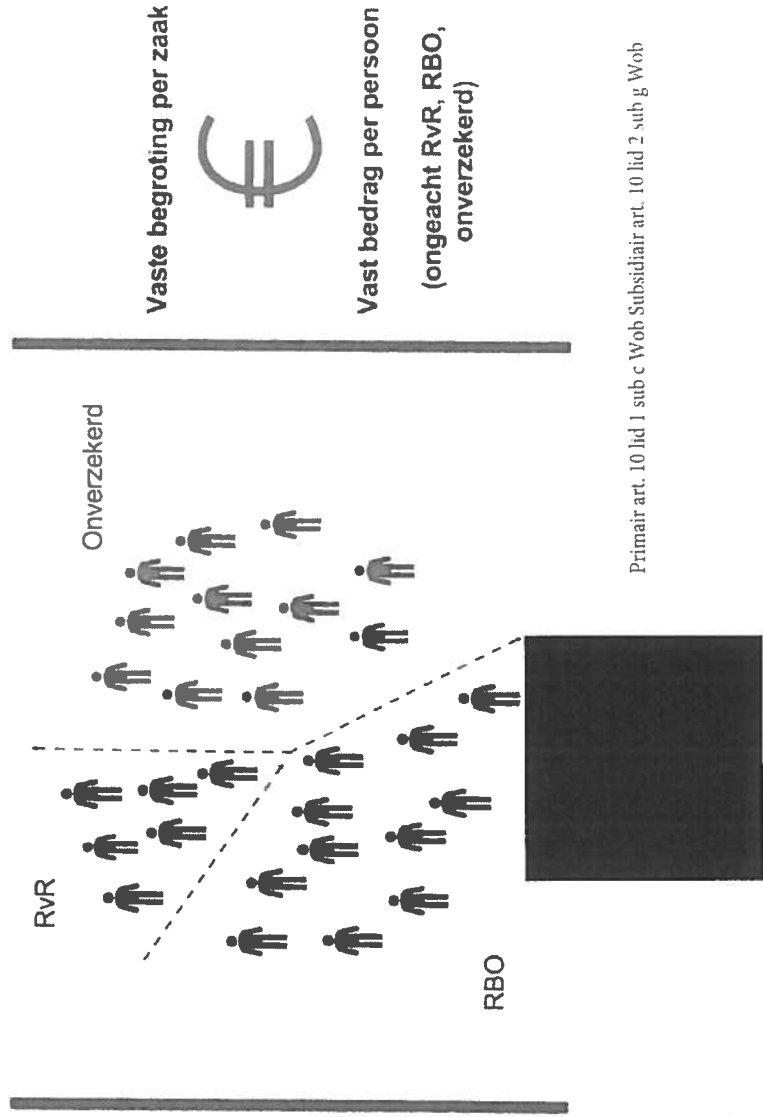 RvR
Onverzekerd
RBO
Vaste begroting per zaak
€
Vast bedrag per persoon
(ongeacht RvR, RBO,
onverzekerd)
Primair art. 10 lid 1 sub c Wob Subsidiair art. 10 lid 2 sub g Wob